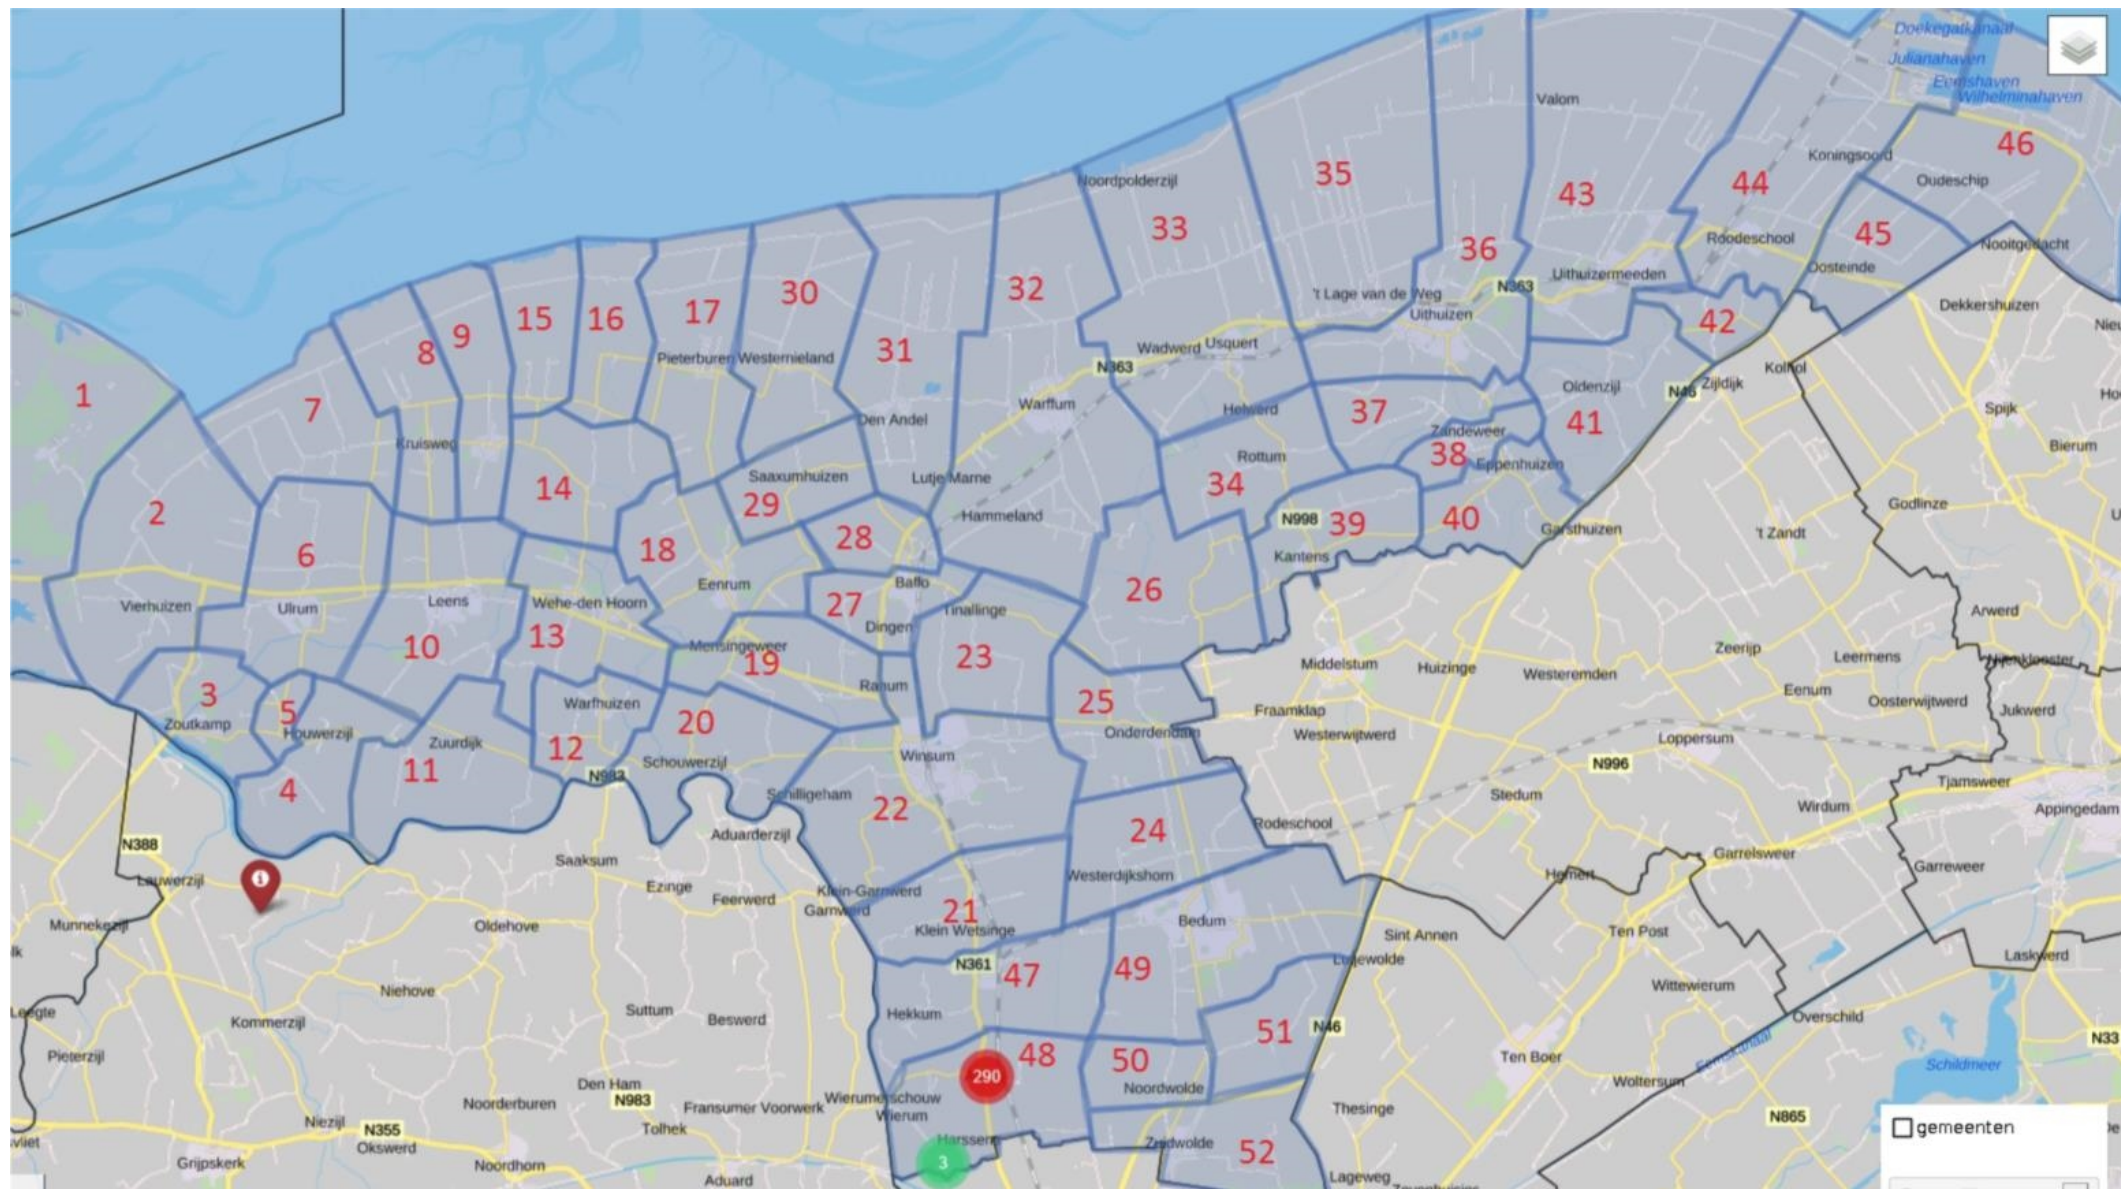 Doekegatkanaal
Julianahaven
Eemshaven
Wilhelminahaven
Valom
46
Koningsoord
35
Noordpolderzijl
Oudeschip
44
43
33
45
Roodeschool
Nooitgedacht
36
Oosteinde
Uithuizermeeden
N363
32
30
't Lage van de Weg
Uithuizen
Dekkershuizen
17
15
16
42
9
8
31
Wadwerd
Usquert
Pieterburen
Westernieland
N363
Kolhol
1
7
Oldenzijl
N46
Zijldijk
Warffum
37
Helwerd
Spijk
Den Andel
41
Zandeweer
Kruisweg
Bierum
38
Rottum
Eppenhuizen
Saaxumhuizen
Lutje Marne
14
34
29
2
Godlinze
Hammeland
N998
39
40
Garsthuizen
't Zandt
28
18
6
Kantens
Eenrum
Baflo
26
Vierhuizen
Ulrum
Leens
Wehe-den Hoorn
27
Tinallinge
Arwerd
Dingen
13
10
Mensingeweer
19
23
Zeerijp
Leermens
Nijenklooster
Middelstum
Huizinge
Westeremden
Ranum
3
25
Eenum
Oosterwijtwerd
5
Warfhuizen
20
Jukwerd
Fraamklap
Zoutkamp
Houwerzijl
Onderdendam
Westerwijtwerd
Zuurdijk
12
Loppersum
Winsum
Schouwerzijl
N996
11
N983
4
Schilligeham
Stedum
Tjamsweer
22
Wirdum
Appingedam
Rodeschool
24
Aduarderzijl
N388
Garrelsweer
Saaksum
Garreweer
Lauwerzijl
Westerdijkshorn
Hemert
Ezinge
Klein-Garnwerd
Feerwerd
Garnwerd
21
Munnekezijl
Oldehove
Klein Wetsinge
Bedum
Sint Annen
Ten Post
Laskwerd
N361
47
49
Lutjewolde
Niehove
Wittewierum
Suttum
Beswerd
Hekkum
Kommerzijl
Overschild
51
N46
N33
Pieterzijl
48
50
Eemskanaal
Ten Boer
Schildmeer
290
Den Ham
Noordwolde
Woltersum
Noorderburen
N983
Fransumer Voorwerk
Wierumerschouw
Wierum
Thesinge
N865
Niezijl
N355
Tolhek
gemeenten
Okswerd
Harssens
Zuidwolde
52
Grijpskerk
Noordhorn
3
Aduard
Lageweg